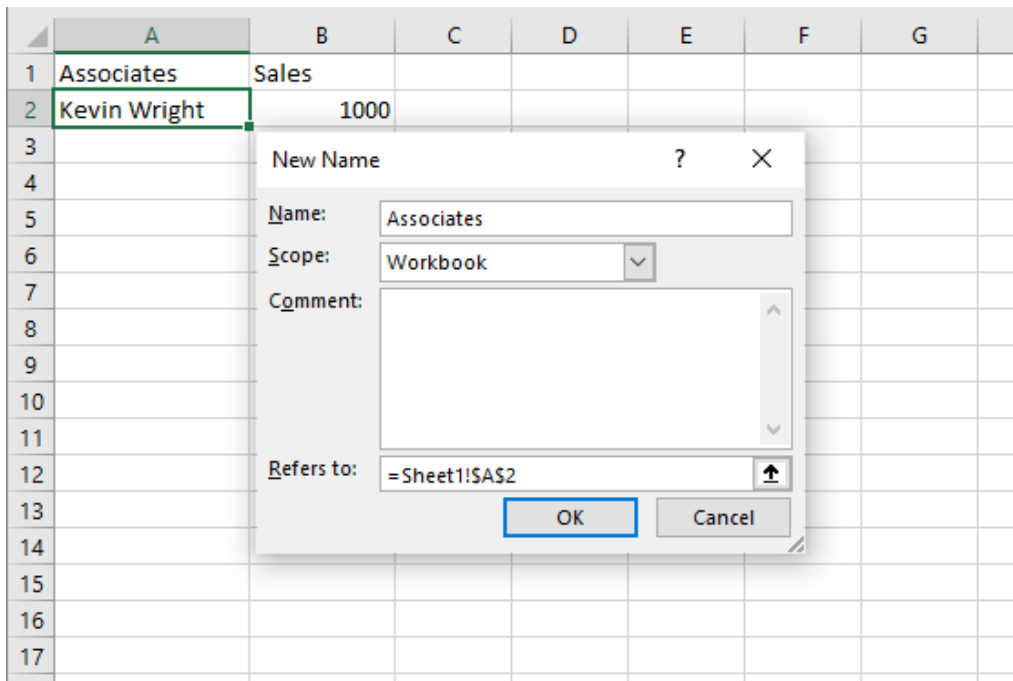 A B C D E F G
1 Associates Sales
2 Kevin Wright 1000
3
New Name ? X
4
5
Name: Associates
6
Scope: Workbook
7
Comment:
8
9
10
11
12
Refers to: =Sheet1!$A$2
13
OK Cancel
14
15
16
17